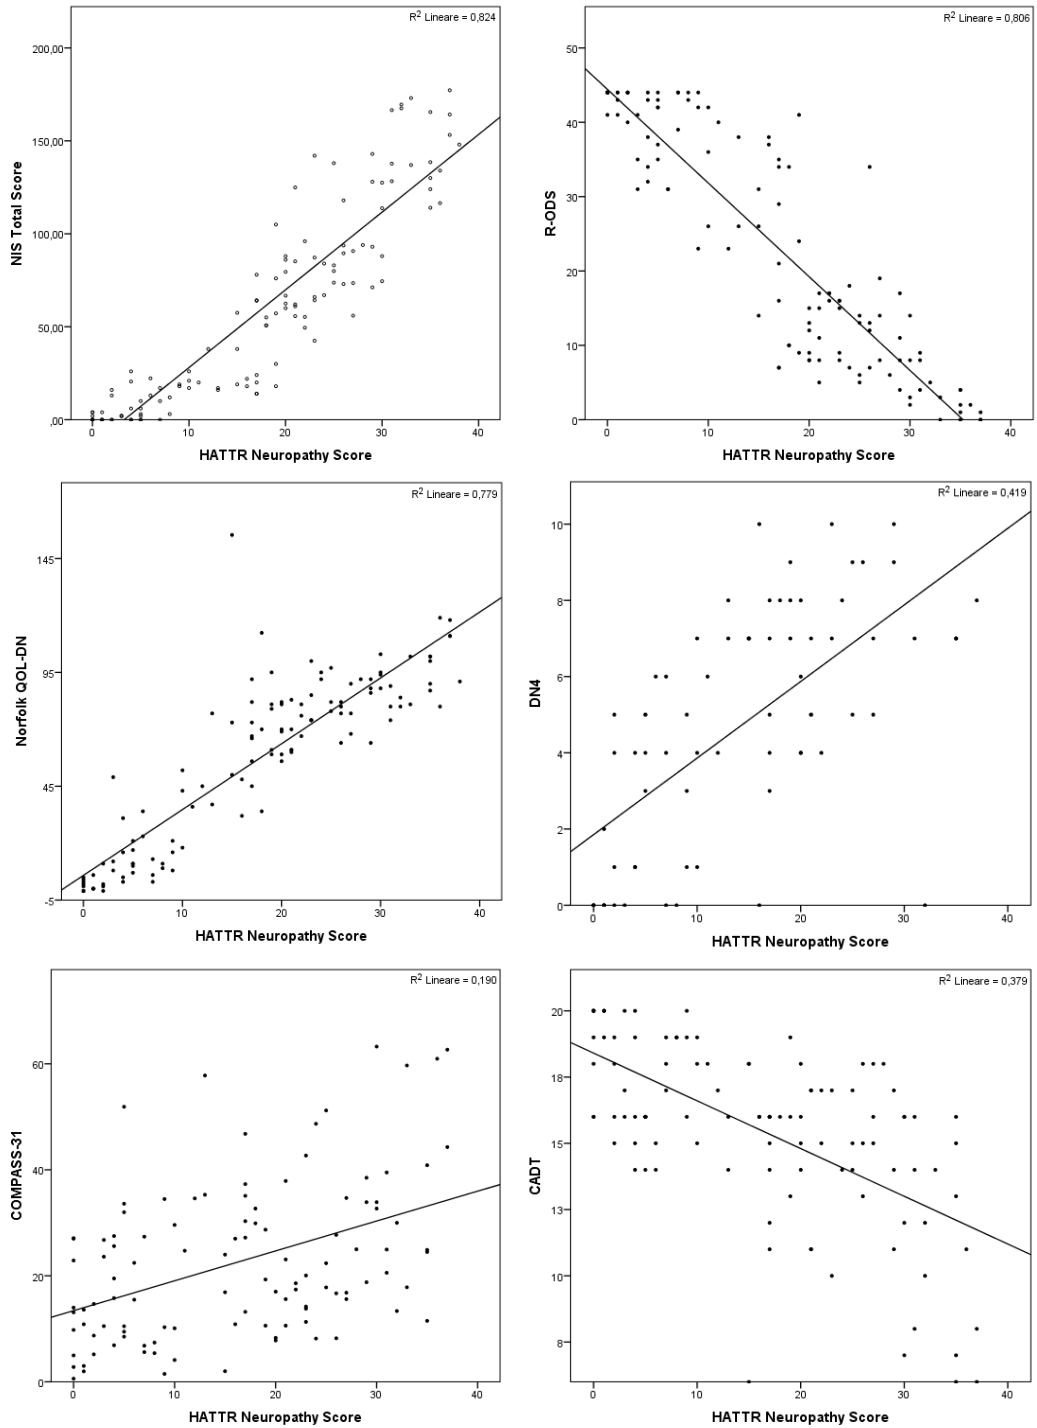 R2 Lineare = 0,824
200,00
150,00
100,00
50,00
,00
NIS Total Score
0 10 20 30 40
HATTR Neuropathy Score
R2 Lineare = 0,806
50
40
30
20
10
0
R-ODS
0 10 20 30 40
HATTR Neuropathy Score
R2 Lineare = 0,779
145
95
45
-5
Norfolk QOL-DN
0 10 20 30 40
HATTR Neuropathy Score
R2 Lineare = 0,419
10
8
6
4
2
0
DN4
0 10 20 30 40
HATTR Neuropathy Score
R2 Lineare = 0,190
60
40
20
0
COMPASS-31
0 10 20 30 40
HATTR Neuropathy Score
R2 Lineare = 0,379
20
18
15
13
10
8
CADT
0 10 20 30 40
HATTR Neuropathy Score